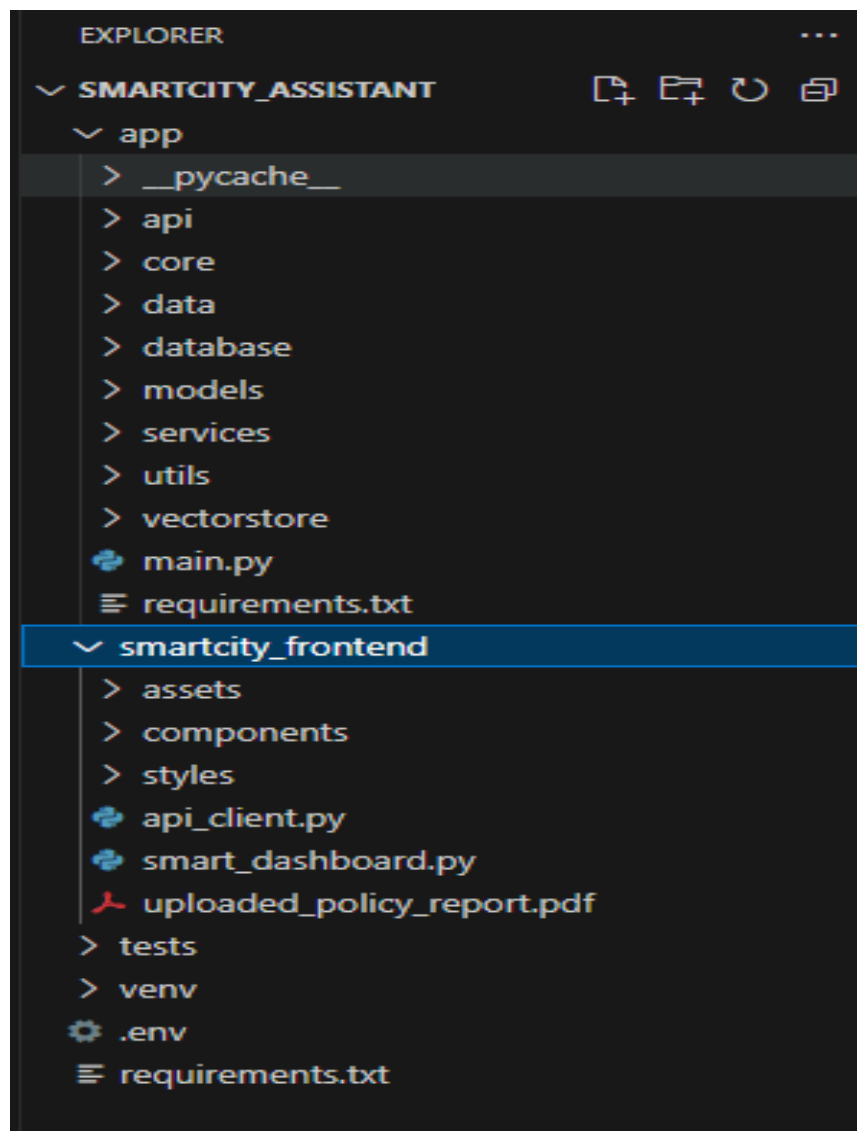 EXPLORER
SMARTCITY_ASSISTANT
app
__pycache__
api
core
data
database
models
services
utils
vectorstore
main.py
requirements.txt
smartcity_frontend
assets
components
styles
api_client.py
smart_dashboard.py
uploaded_policy_report.pdf
tests
venv
.env
requirements.txt